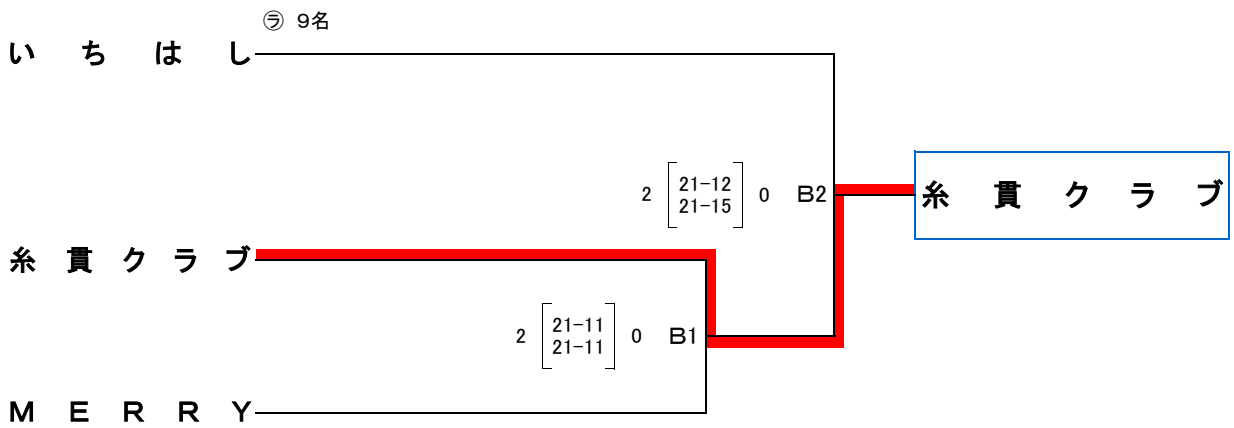 ㋶ 9名
いちはし
2 [21-12 21-15] 0 B2
糸貫クラブ
糸貫クラブ
2 [21-11 21-11] 0 B1
MERRY